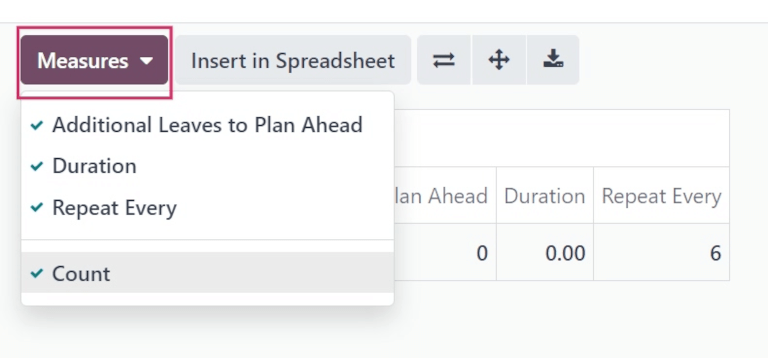 Measures Insert in Spreadsheet
Additional Leaves to Plan Ahead
Duration
Repeat Every
Plan Ahead Duration Repeat Every
Count
0 0.00 6